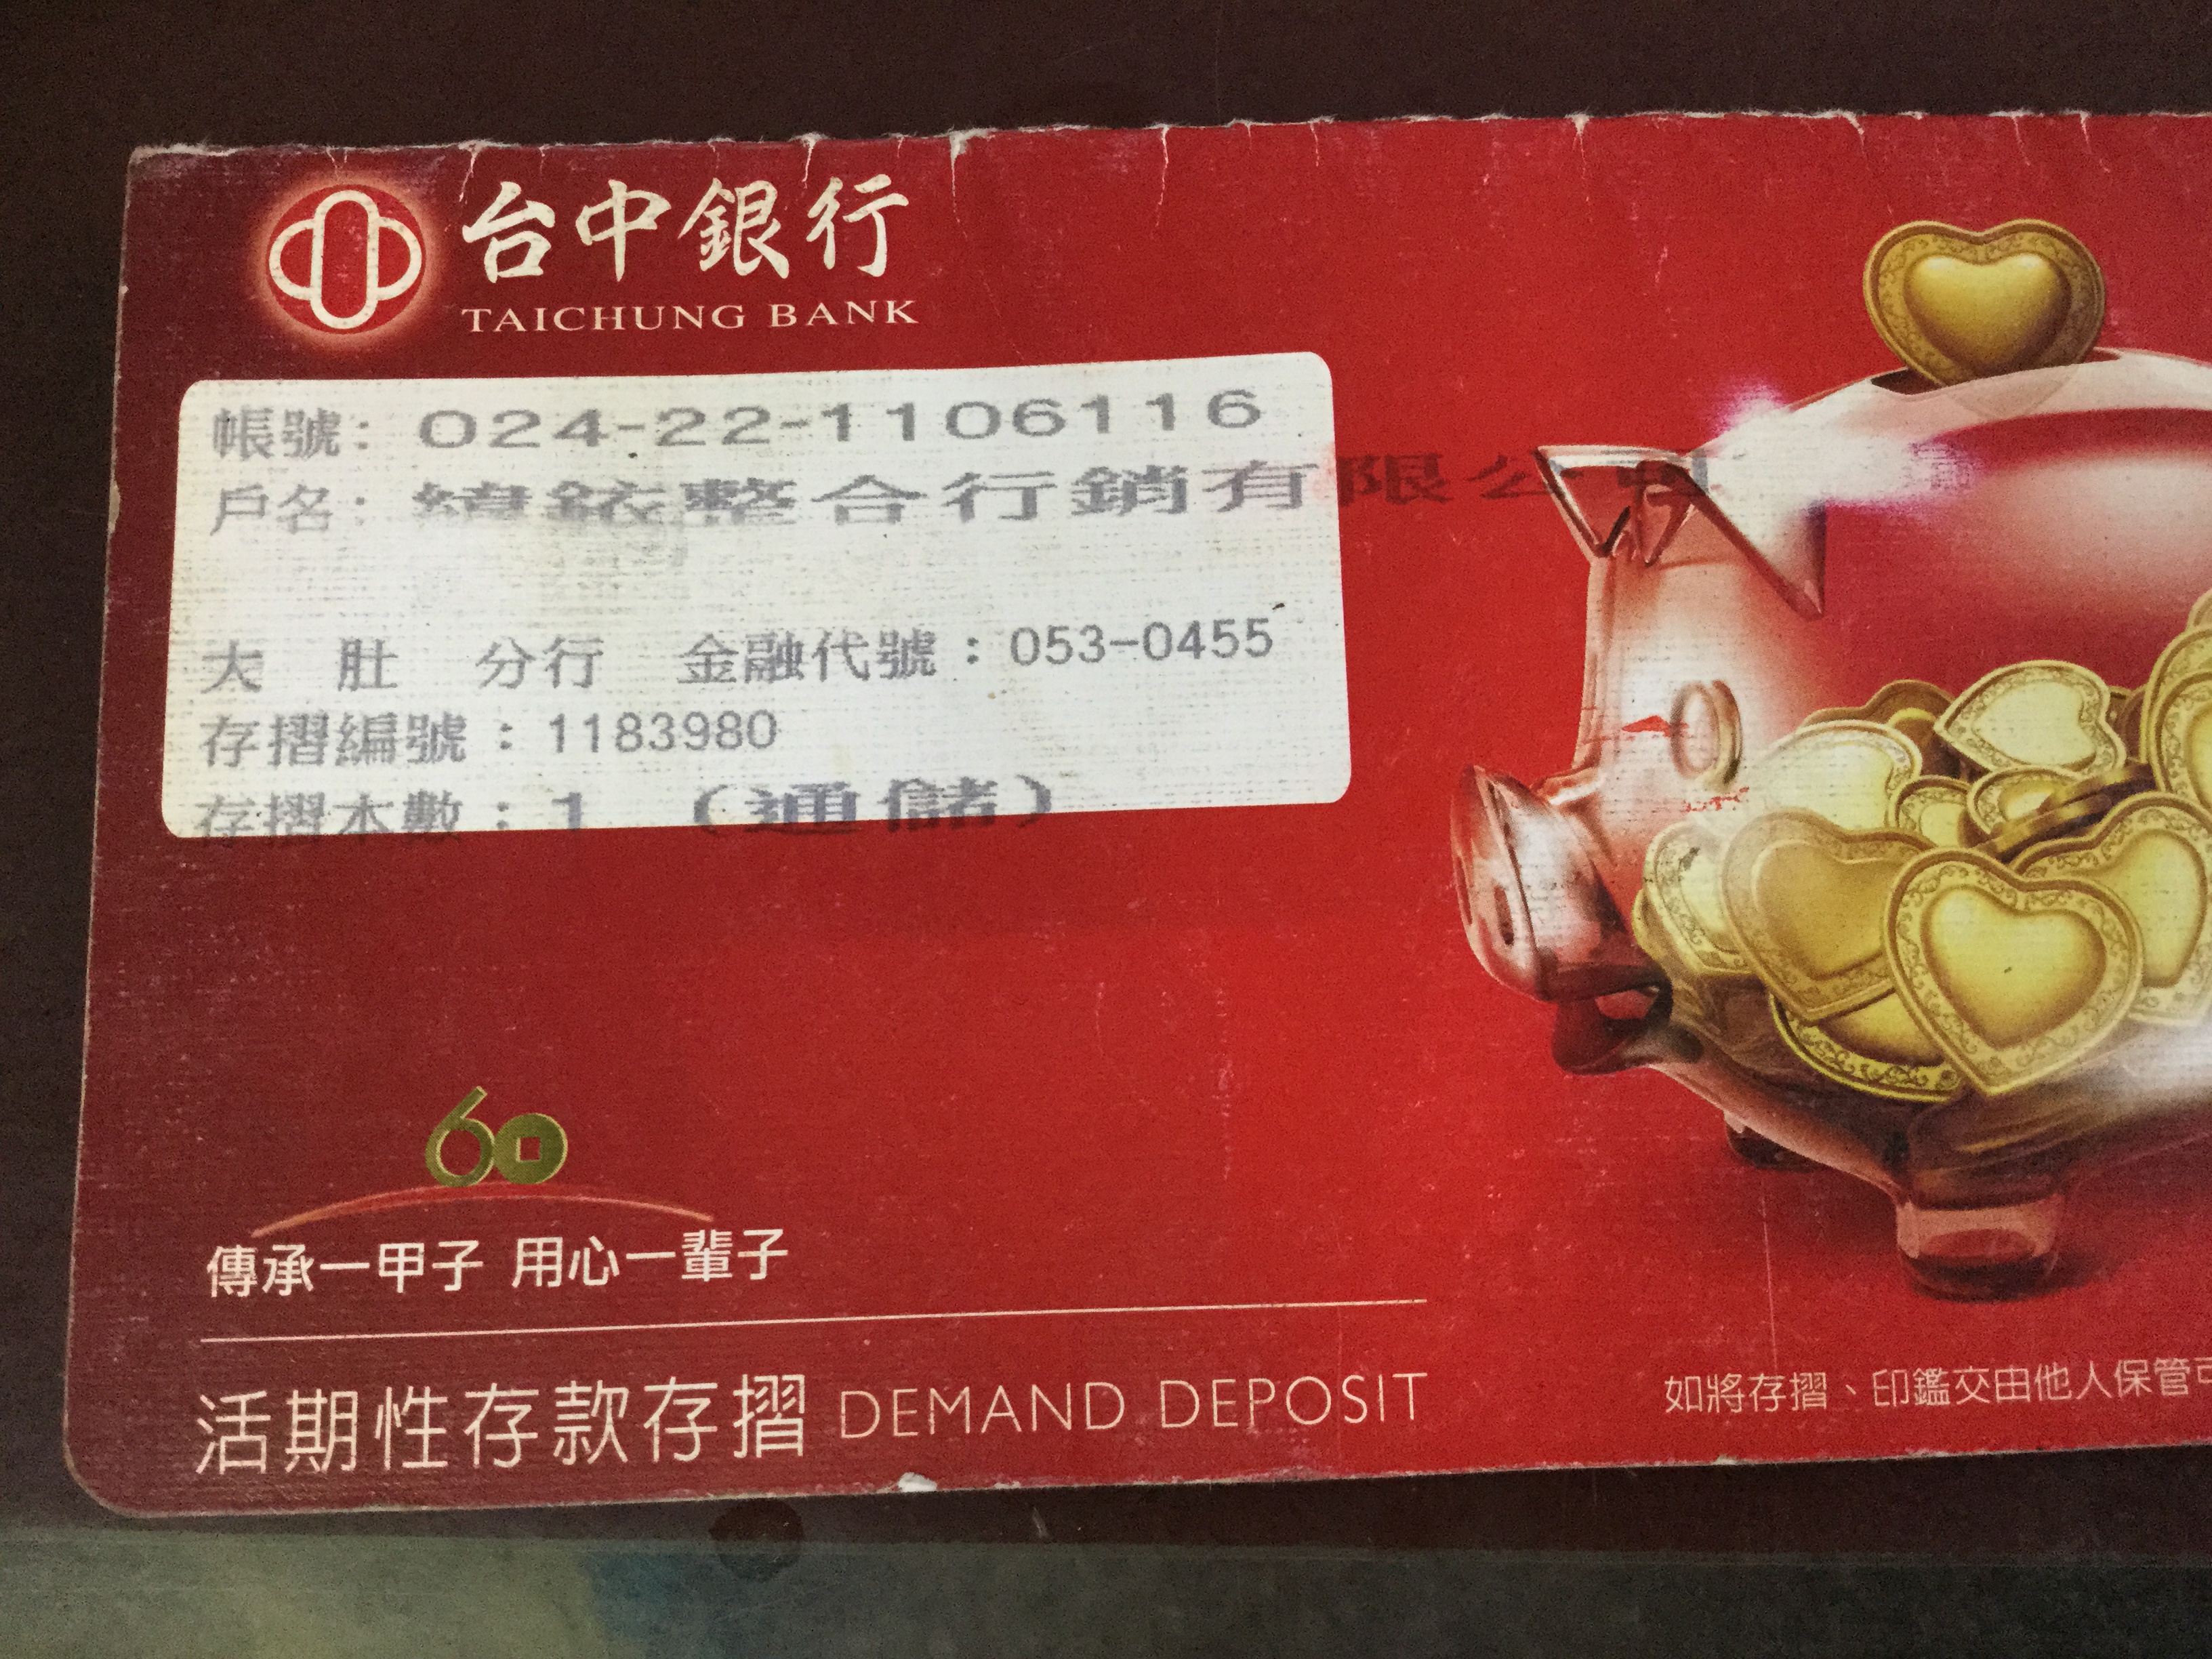 台中銀行
TAICHUNG BANK
帳號: 024-22-1106116
戶名: 整合行銷有限公司
大 肚 分行 金融代號:053-0455
存摺編號:1183980
存摺本數:1 (通儲)
60
傳承一甲子 用心一輩子
活期性存款存摺 DEMAND DEPOSIT
如將存摺、印鑑交由他人保管可